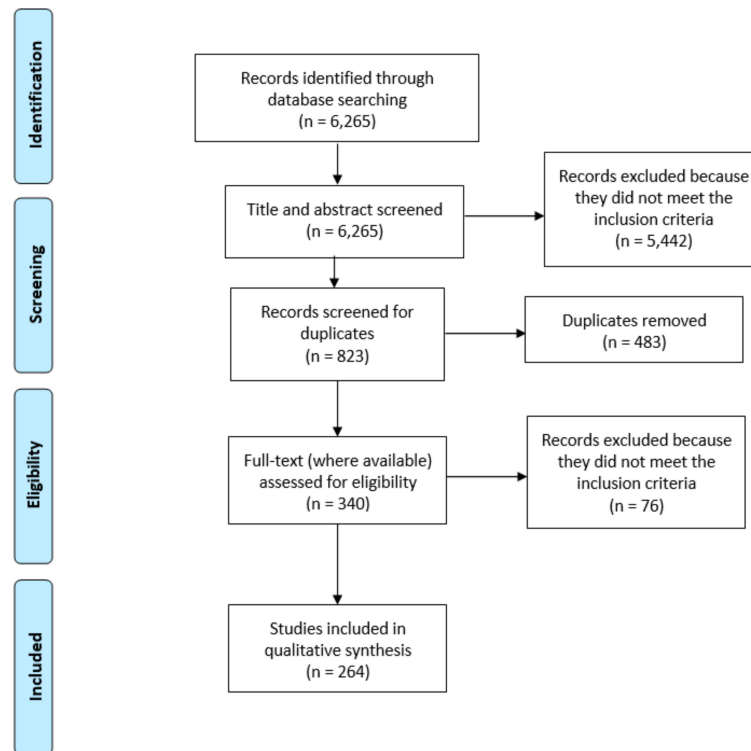 Identification
Records identified through
database searching
(n = 6,265)
Records excluded because
they did not meet the
inclusion criteria
(n = 5,442)
Title and abstract screened
(n = 6,265)
Screening
Records screened for
duplicates
(n = 823)
Duplicates removed
(n = 483)
Eligibility
Full-text (where available)
assessed for eligibility
(n = 340)
Records excluded because
they did not meet the
inclusion criteria
(n = 76)
Included
Studies included in
qualitative synthesis
(n = 264)